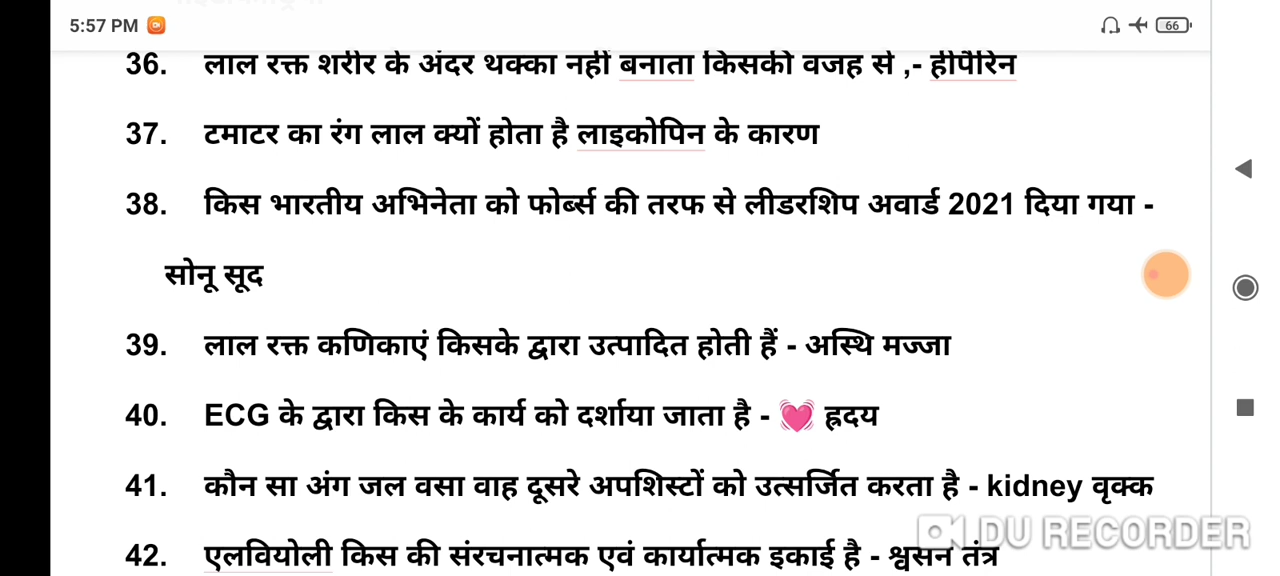 5:57 PM
66
36. लाल रक्त शरीर के अंदर थक्का नहीं बनाता किसकी वजह से ,- हीपैरिन
37. टमाटर का रंग लाल क्यों होता है लाइकोपिन के कारण
38. किस भारतीय अभिनेता को फोर्ब्स की तरफ से लीडरशिप अवार्ड 2021 दिया गया -
सोनू सूद
39. लाल रक्त कणिकाएं किसके द्वारा उत्पादित होती हैं - अस्थि मज्जा
40. ECG के द्वारा किस के कार्य को दर्शाया जाता है - 💓 ह्रदय
41. कौन सा अंग जल वसा वाह दूसरे अपशिस्टों को उत्सर्जित करता है - kidney वृक्क
DU RECORDER
42. एलवियोली किस की संरचनात्मक एवं कार्यात्मक इकाई है - श्वसन तंत्र